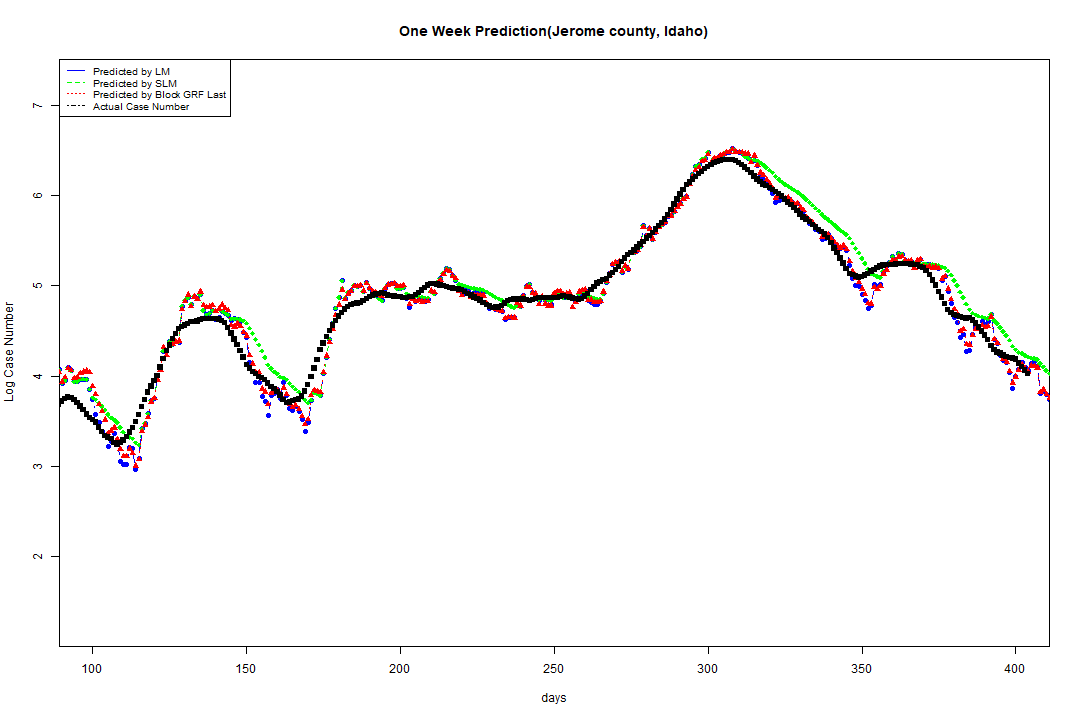 One Week Prediction(Jerome county, Idaho)
Predicted by LM
Predicted by SLM
Predicted by Block GRF Last
Actual Case Number
7
6
5
4
3
2
Log Case Number
100 150 200 250 300 350 400
days